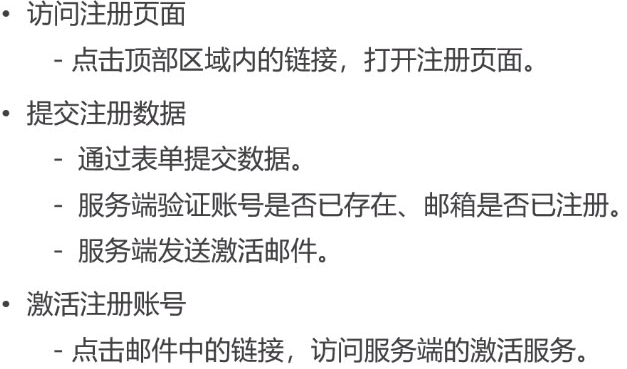 • 访问注册页面
- 点击顶部区域内的链接，打开注册页面。
• 提交注册数据
- 通过表单提交数据。
- 服务端验证账号是否已存在、邮箱是否已注册。
- 服务端发送激活邮件。
• 激活注册账号
- 点击邮件中的链接，访问服务端的激活服务。